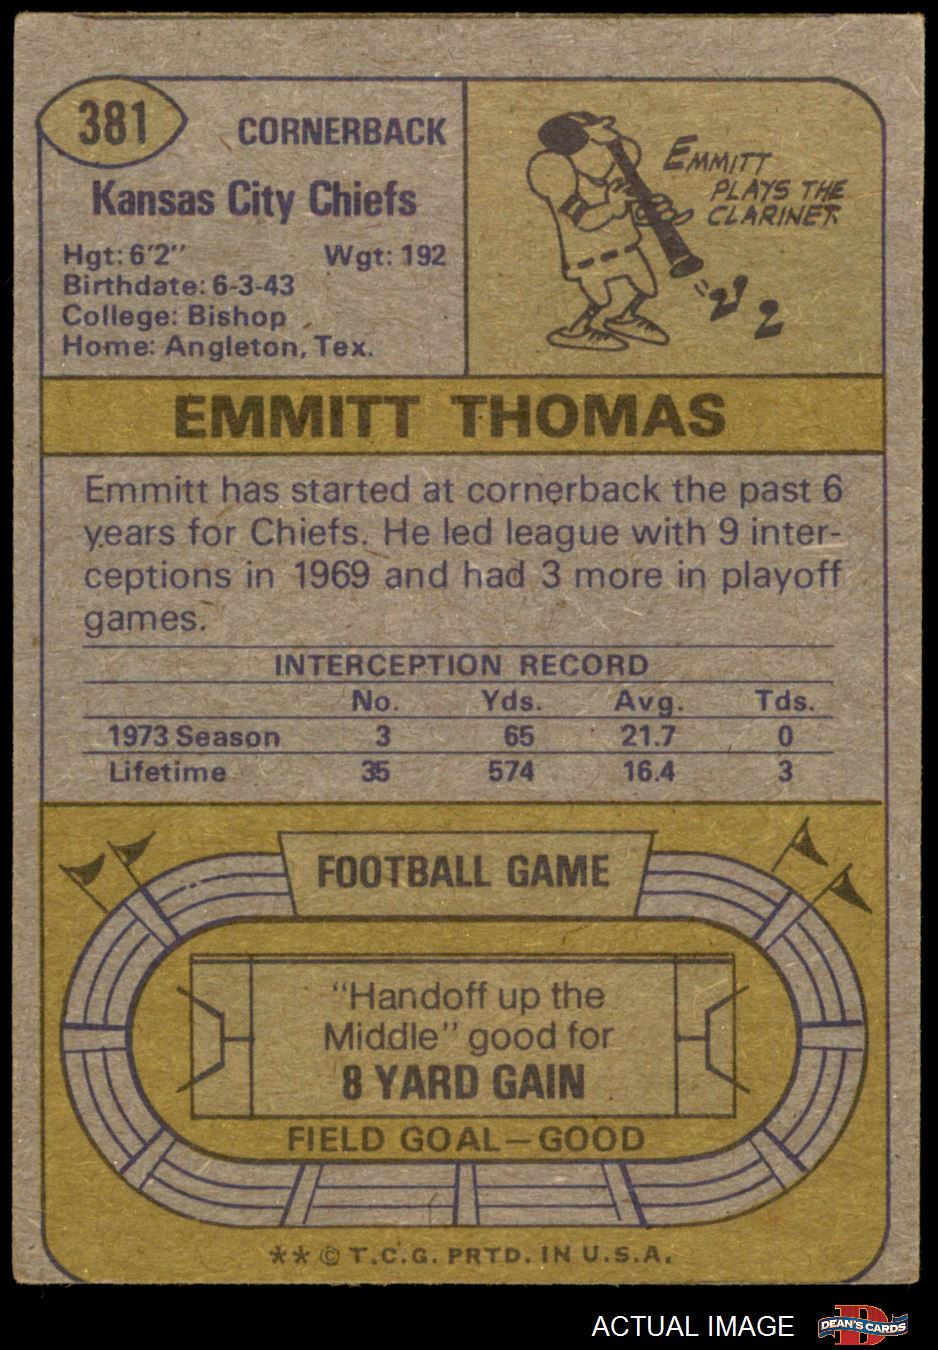 381
CORNERBACK
Kansas City Chiefs
Hgt: 6'2" Wgt: 192
Birthdate: 6-3-43
College: Bishop
Home: Angleton, Tex.
EMMITT
PLAYS THE
CLARINET.
EMMITT THOMAS
Emmitt has started at cornerback the past 6
years for Chiefs. He led league with 9 inter-
ceptions in 1969 and had 3 more in playoff
games.
INTERCEPTION RECORD
No. Yds. Avg. Tds.
1973 Season 3 65 21.7 0
Lifetime 35 574 16.4 3
FOOTBALL GAME
"Handoff up the
Middle" good for
8 YARD GAIN
FIELD GOAL—GOOD
** © T.C.G. PRTD. IN U.S.A.
ACTUAL IMAGE
D
DEAN'S CARDS